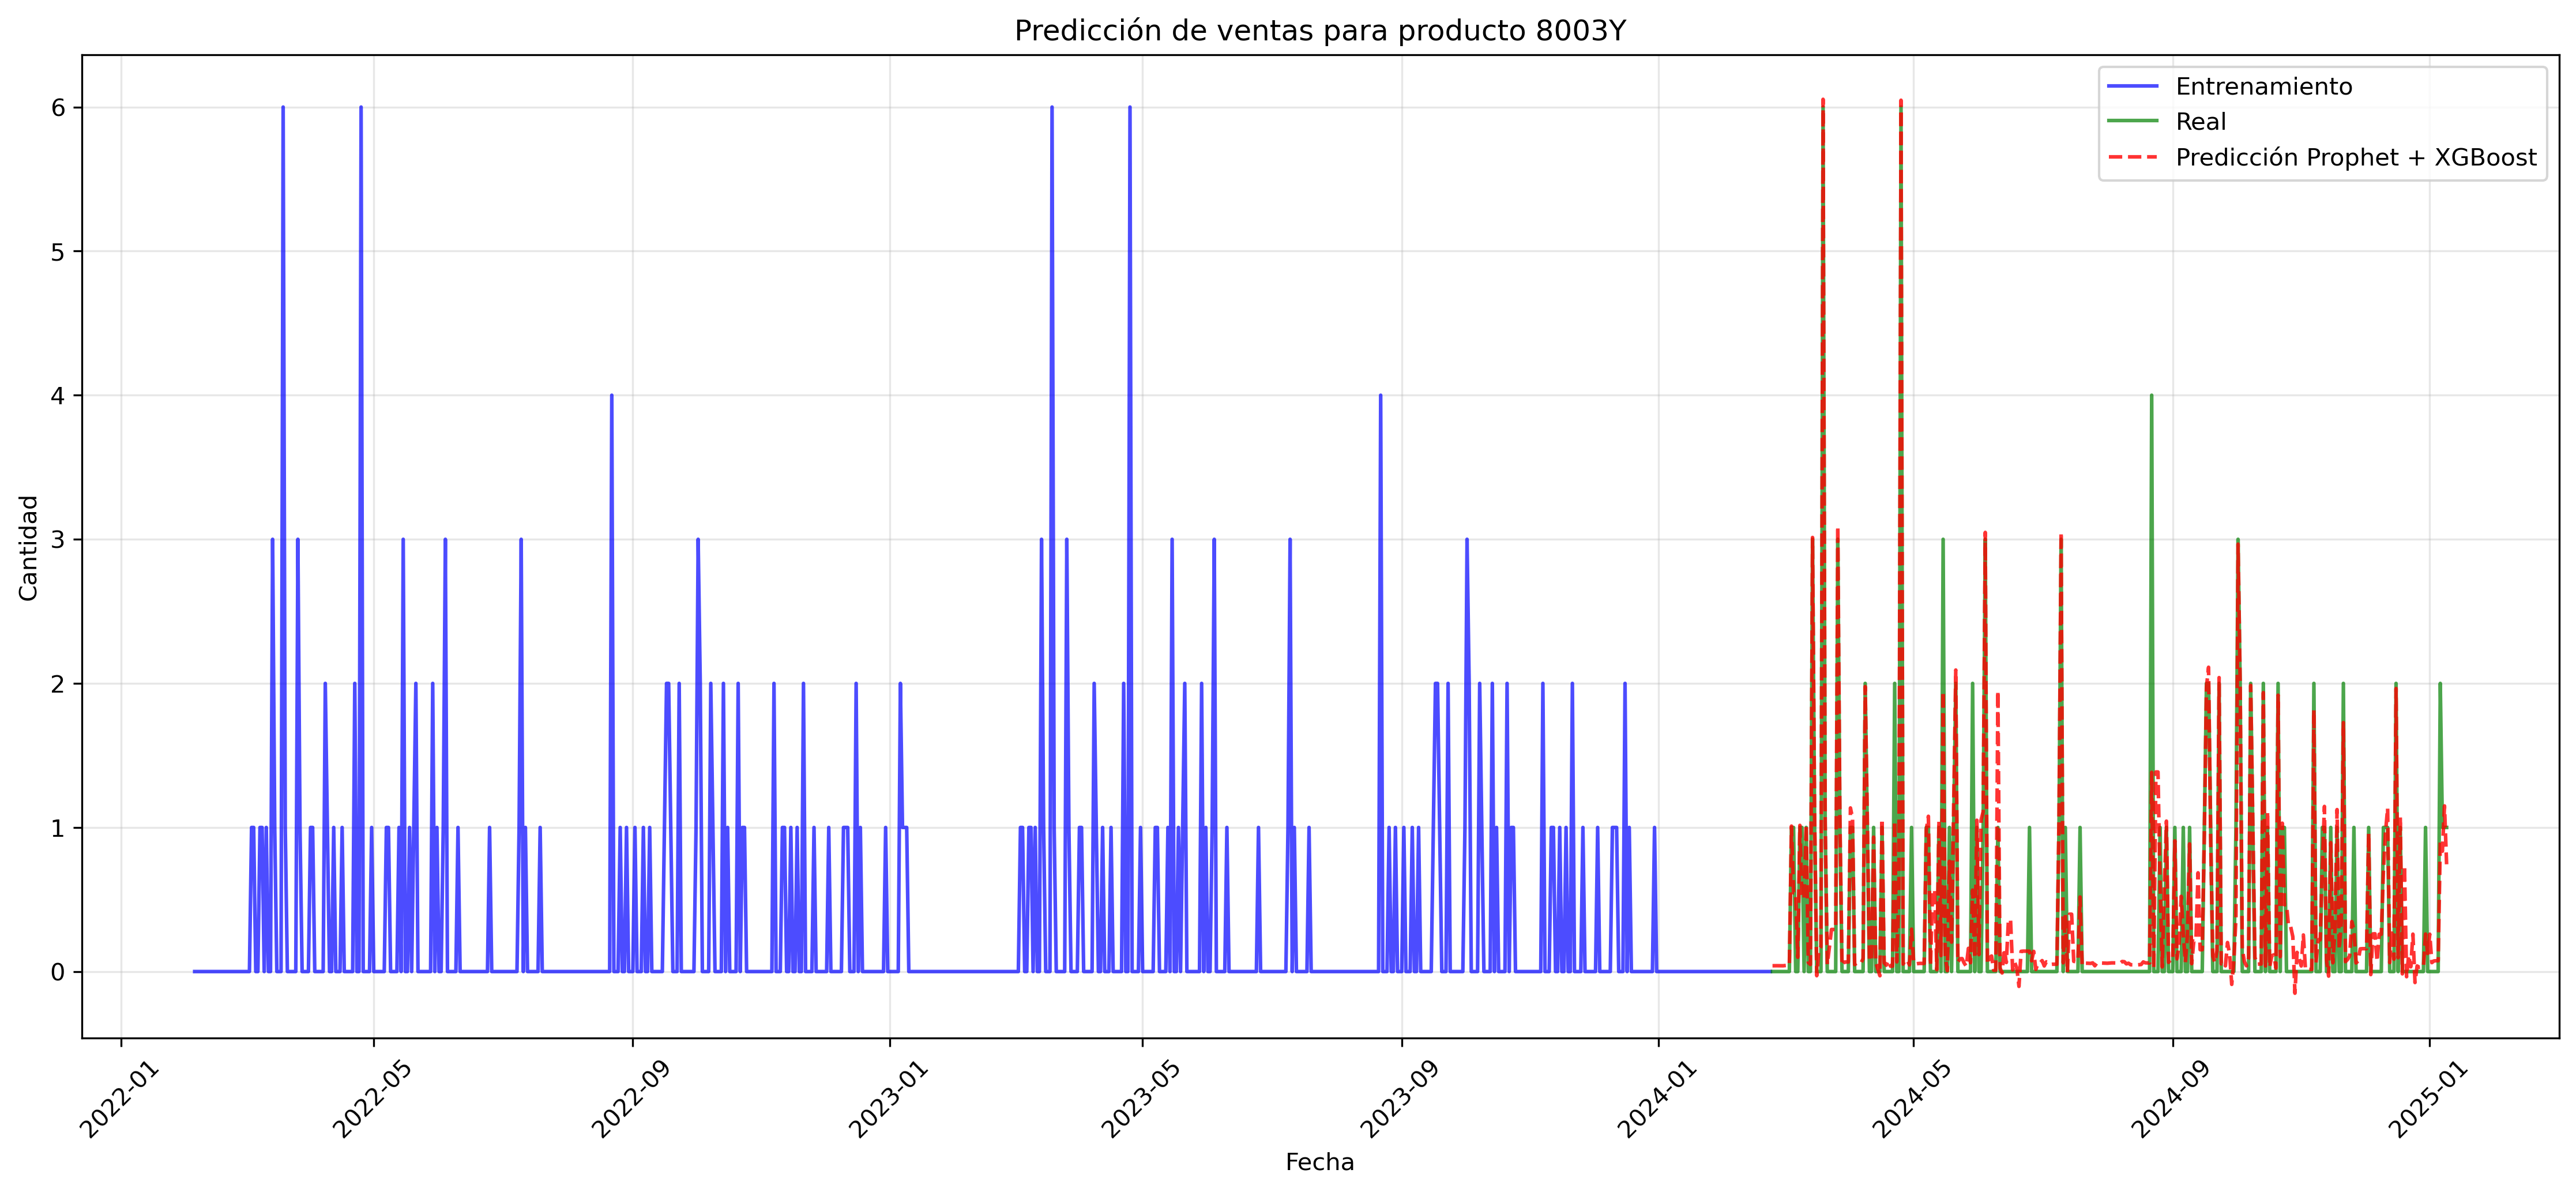 Predicción de ventas para producto 8003Y
Entrenamiento
Real
Predicción Prophet + XGBoost
Cantidad
6
5
4
3
2
1
0
2022-01
2022-05
2022-09
2023-01
2023-05
2023-09
2024-01
2024-05
2024-09
2025-01
Fecha